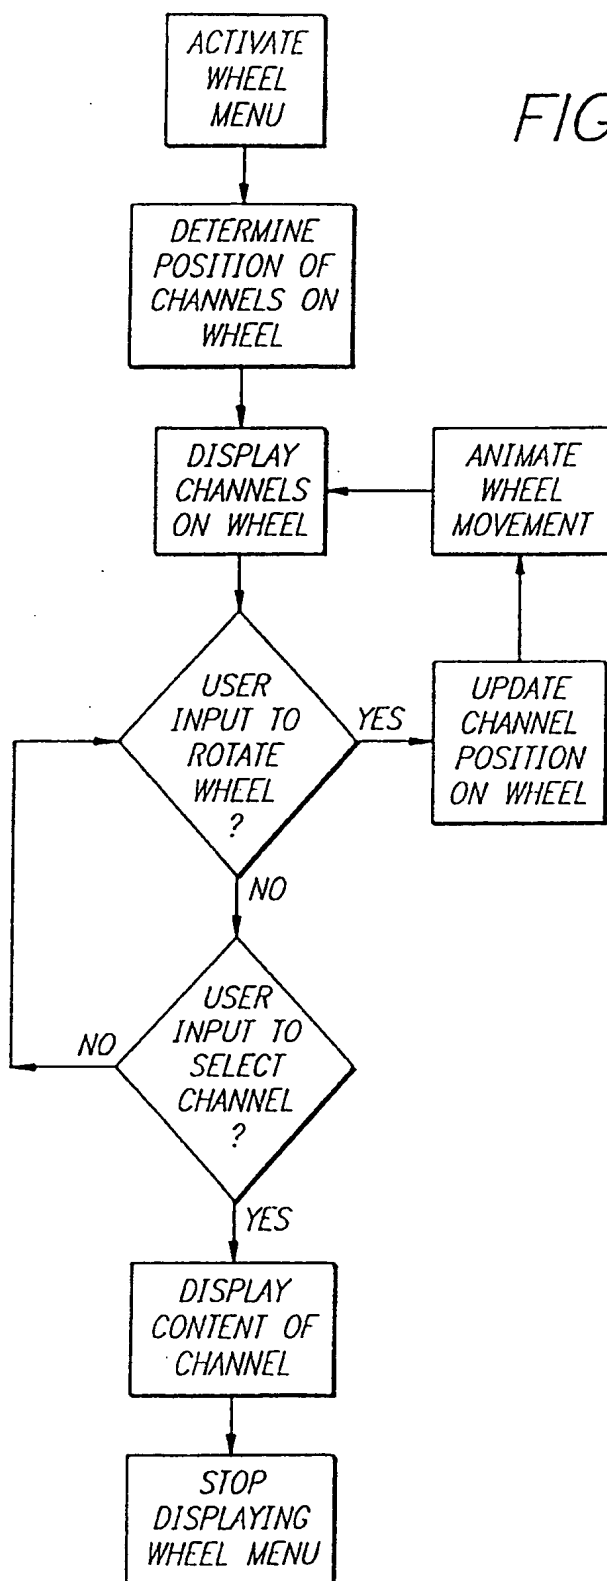 ACTIVATE
WHEEL
MENU
FIG
DETERMINE
POSITION OF
CHANNELS ON
WHEEL
DISPLAY
CHANNELS
ON WHEEL
ANIMATE
WHEEL
MOVEMENT
USER
INPUT TO
ROTATE
WHEEL
?
YES
UPDATE
CHANNEL
POSITION
ON WHEEL
NO
USER
INPUT TO
SELECT
CHANNEL
?
NO
YES
DISPLAY
CONTENT OF
CHANNEL
STOP
DISPLAYING
WHEEL MENU